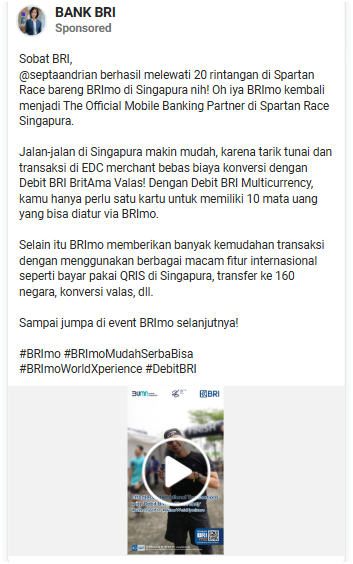 BANK BRI
Sponsored
Sobat BRI,
@septaandrian berhasil melewati 20 rintangan di Spartan
Race bareng BRImo di Singapura nih! Oh iya BRImo kembali
menjadi The Official Mobile Banking Partner di Spartan Race
Singapura.
Jalan-jalan di Singapura makin mudah, karena tarik tunai dan
transaksi di EDC merchant bebas biaya konversi dengan
Debit BRI BritAma Valas! Dengan Debit BRI Multicurrency,
kamu hanya perlu satu kartu untuk memiliki 10 mata uang
yang bisa diatur via BRImo.
Selain itu BRImo memberikan banyak kemudahan transaksi
dengan menggunakan berbagai macam fitur internasional
seperti bayar pakai QRIS di Singapura, transfer ke 160
negara, konversi valas, dll.
Sampai jumpa di event BRImo selanjutnya!
#BRImo #BRImoMudahSerbaBisa
#BRImoWorldXperience #DebitBRI
BUMN
BRI